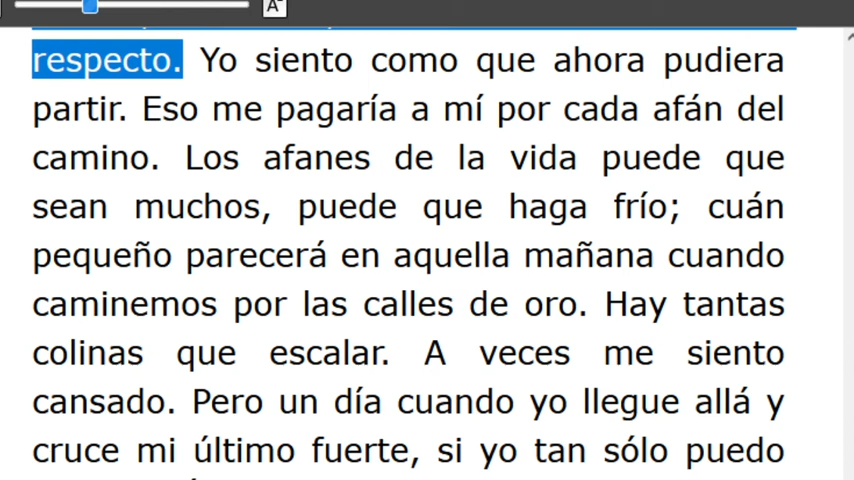 A
respecto. Yo siento como que ahora pudiera
partir. Eso me pagaría a mí por cada afán del
camino. Los afanes de la vida puede que
sean muchos, puede que haga frío; cuán
pequeño parecerá en aquella mañana cuando
caminemos por las calles de oro. Hay tantas
colinas que escalar. A veces me siento
cansado. Pero un día cuando yo llegue allá y
cruce mi último fuerte, si yo tan sólo puedo